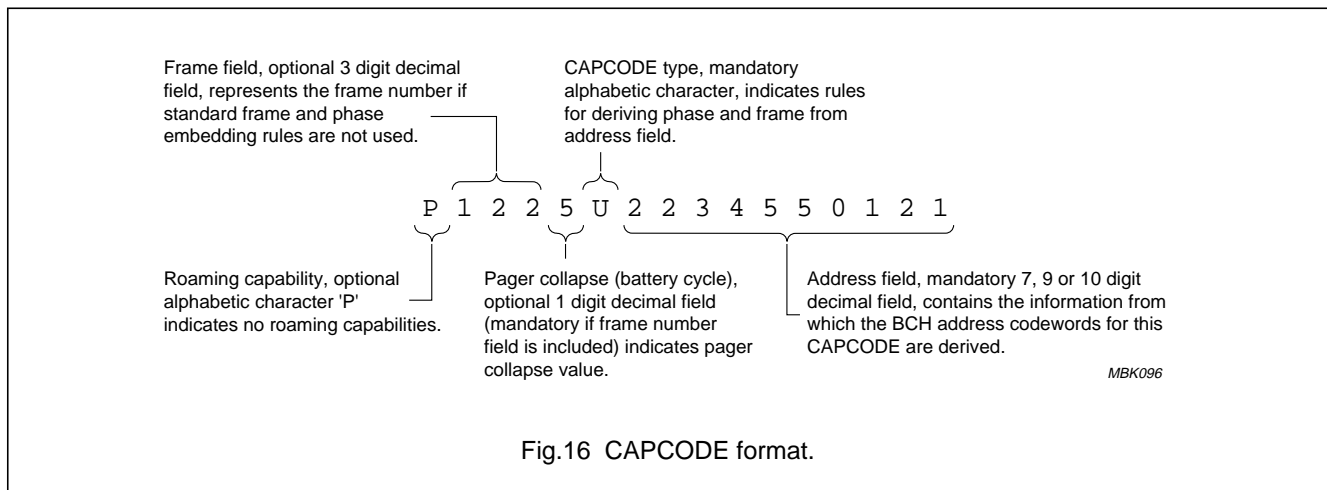 Frame field, optional 3 digit decimal
field, represents the frame number if
standard frame and phase
embedding rules are not used.
CAPCODE type, mandatory
alphabetic character, indicates rules
for deriving phase and frame from
address field.
P 1 2 2 5 U 2 2 3 4 5 5 0 1 2 1
Roaming capability, optional
alphabetic character 'P'
indicates no roaming capabilities.
Pager collapse (battery cycle),
optional 1 digit decimal field
(mandatory if frame number
field is included) indicates pager
collapse value.
Address field, mandatory 7, 9 or 10 digit
decimal field, contains the information from
which the BCH address codewords for this
CAPCODE are derived.
MBK096
Fig.16 CAPCODE format.